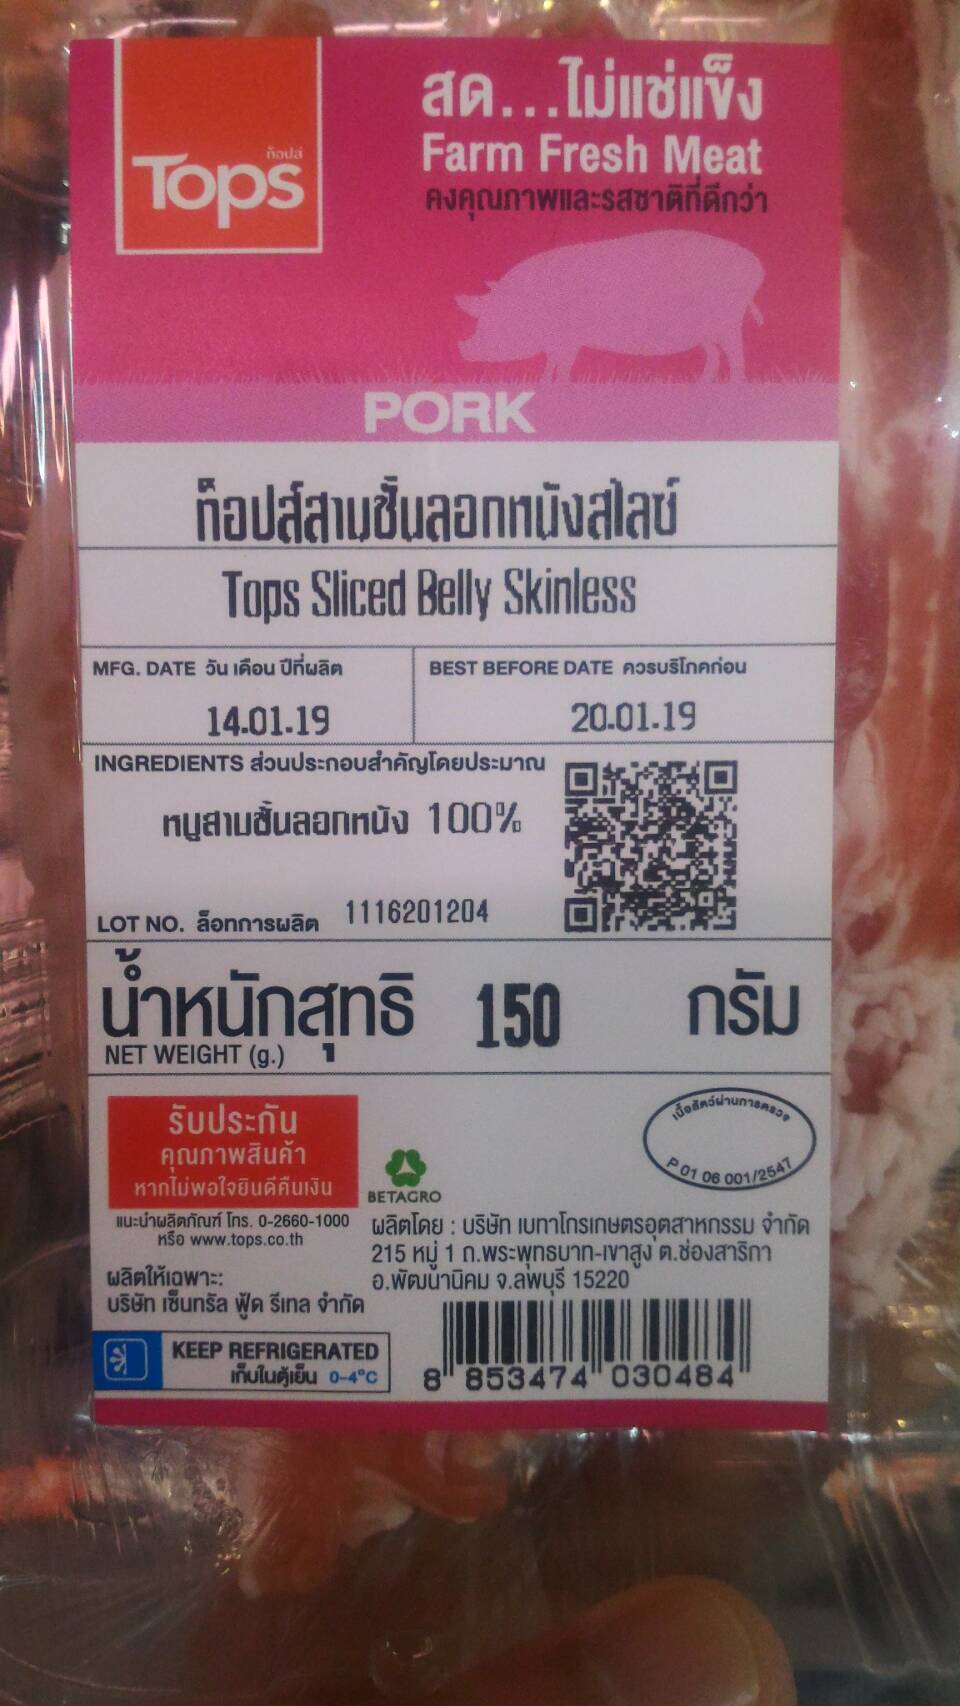 ท็อปส์
Tops
สด...ไม่แช่แข็ง
Farm Fresh Meat
คงคุณภาพและรสชาติที่ดีกว่า
PORK
ท็อปส์สามชั้นลอกหนังสไลซ์
Tops Sliced Belly Skinless
MFG. DATE วัน เดือน ปีที่ผลิต
14.01.19
BEST BEFORE DATE ควรบริโภคก่อน
20.01.19
INGREDIENTS ส่วนประกอบสำคัญโดยประมาณ
หมูสามชั้นลอกหนัง 100%
LOT NO. ล็อทการผลิต 1116201204
น้ำหนักสุทธิ 150 กรัม
NET WEIGHT (g.)
รับประกัน
คุณภาพสินค้า
หากไม่พอใจยินดีคืนเงิน
แนะนำผลิตภัณฑ์ โทร. 0-2660-1000
หรือ www.tops.co.th
ผลิตให้เฉพาะ:
บริษัท เซ็นทรัล ฟู้ด รีเทล จำกัด
KEEP REFRIGERATED
เก็บในตู้เย็น 0-4°C
BETAGRO
เนื้อสัตว์ผ่านการตรวจ
P 01 06 001/2547
ผลิตโดย : บริษัท เบทาโกรเกษตรอุตสาหกรรม จำกัด
215 หมู่ 1 ถ.พระพุทธบาท-เขาสูง ต.ช่องสาริกา
อ.พัฒนานิคม จ.ลพบุรี 15220
8 853474 030484